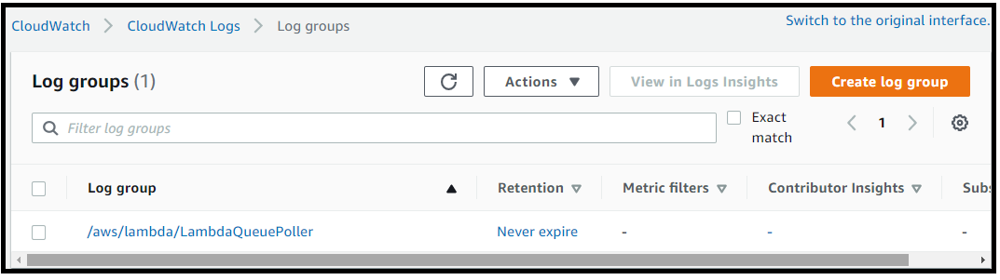 CloudWatch > CloudWatch Logs > Log groups
Switch to the original interface.
Log groups (1)
Actions
View in Logs Insights
Create log group
Filter log groups
Exact
match
1
Log group
Retention
Metric filters
Contributor Insights
Subs
/aws/lambda/LambdaQueuePoller
Never expire
-
-
-